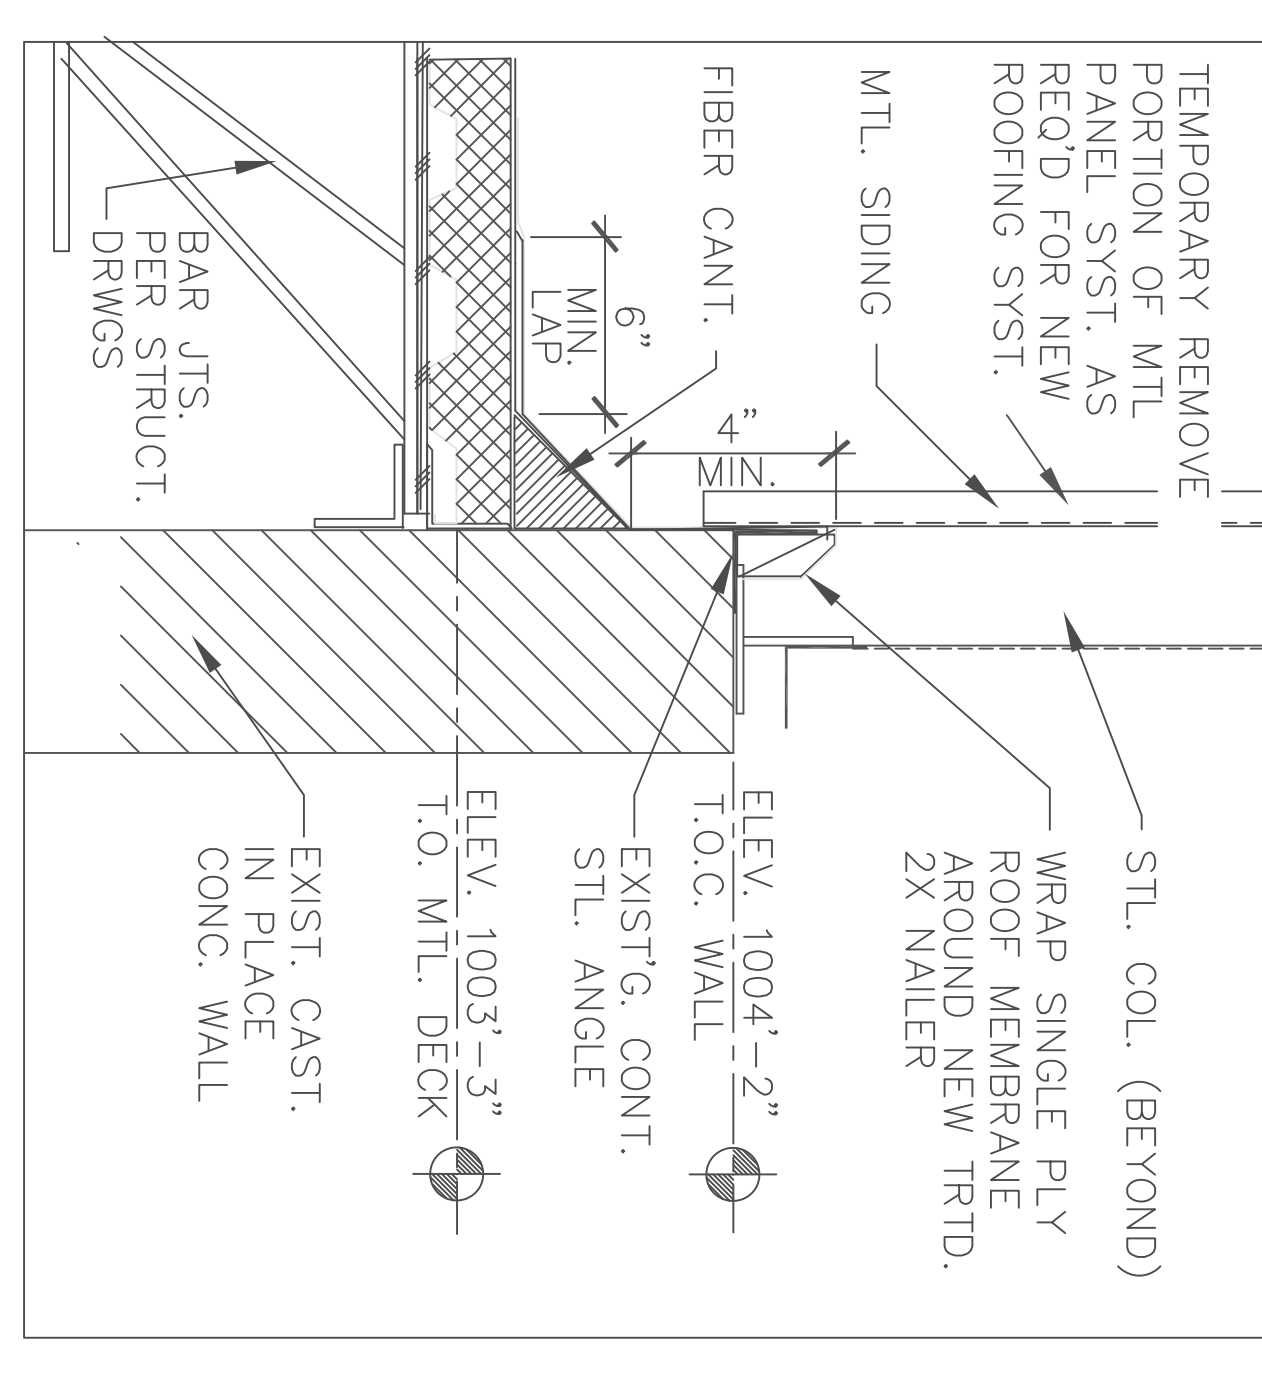 TEMPORARY REMOVE
PORTION OF MTL
PANEL SYST. AS
REQ'D FOR NEW
ROOFING SYST.
MTL. SIDING
FIBER CANT.
6"
MIN.
LAP
4"
MIN.
BAR JTS.
PER STRUCT.
DRWGS
STL. COL. (BEYOND)
WRAP SINGLE PLY
ROOF MEMBRANE
AROUND NEW TRTD.
2X NAILER
ELEV. 1004'-2"
T.O.C. WALL
EXIST'G. CONT.
STL. ANGLE
ELEV. 1003'-3"
T.O. MTL. DECK
EXIST. CAST.
IN PLACE
CONC. WALL